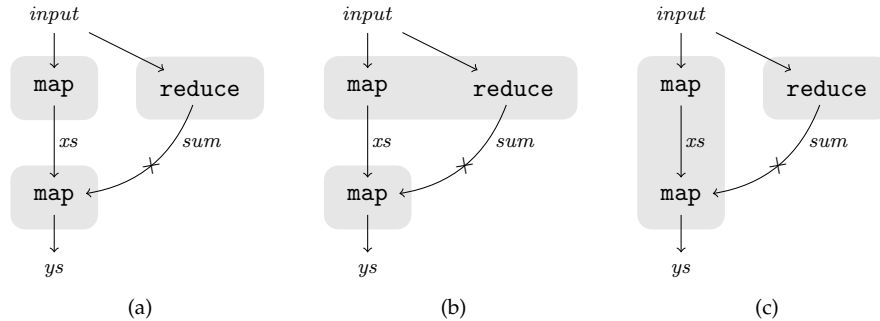 input input input
map reduce map reduce map reduce
xs sum xs sum xs sum
map map map
ys ys ys
(a) (b) (c)